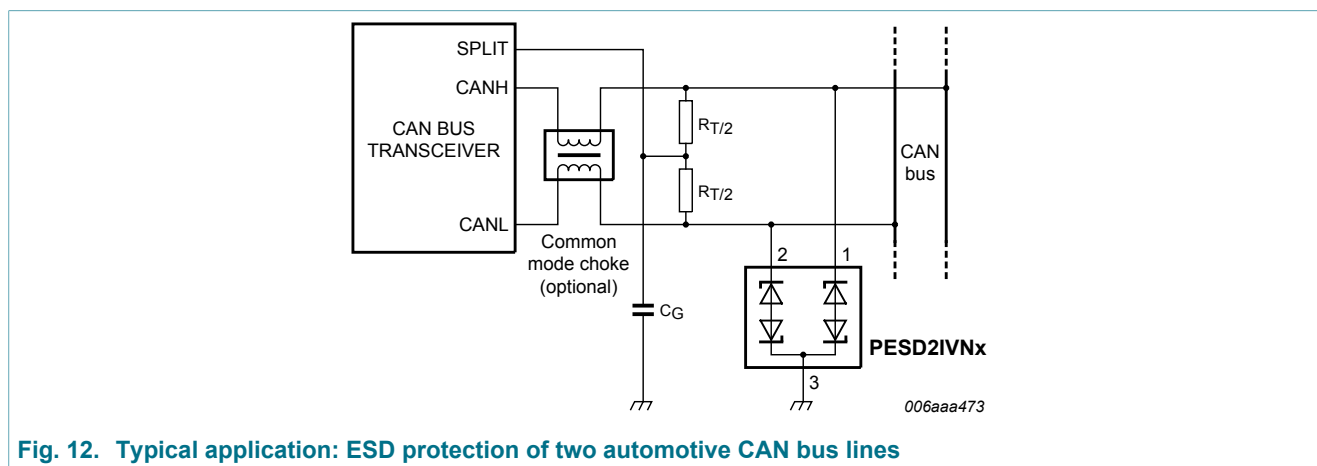 SPLIT
CANH
CAN BUS
TRANSCEIVER
CANL
Common
mode choke
(optional)
RT/2
RT/2
CG
CAN
bus
2
1
3
PESD2IVNx
006aaa473
Fig. 12. Typical application: ESD protection of two automotive CAN bus lines